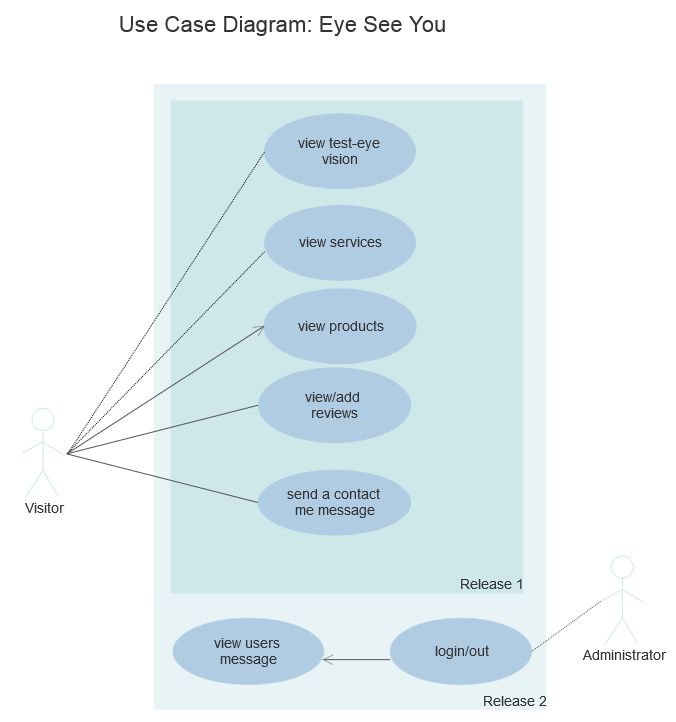 Use Case Diagram: Eye See You
view test-eye
vision
view services
view products
view/add
reviews
send a contact
me message
Visitor
Release 1
view users
message
login/out
Administrator
Release 2